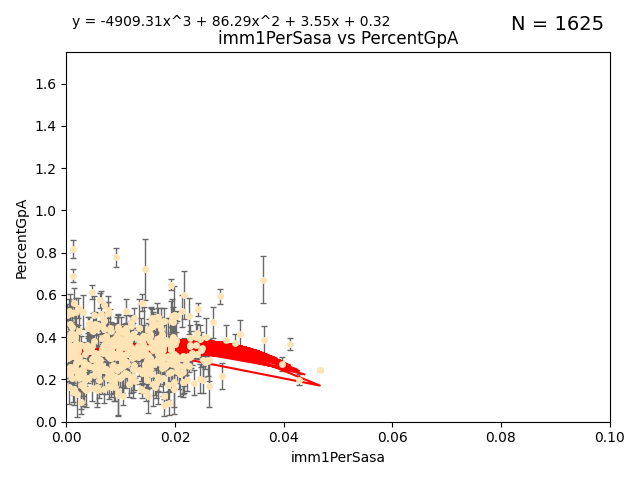 y = -4909.31x^3 + 86.29x^2 + 3.55x + 0.32
N = 1625
imm1PerSasa vs PercentGpA
PercentGpA
1.6
1.4
1.2
1.0
0.8
0.6
0.4
0.2
0.0
0.00 0.02 0.04 0.06 0.08 0.10
imm1PerSasa